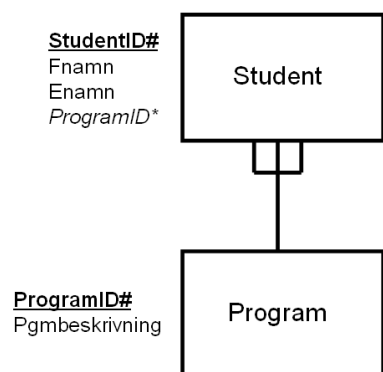 StudentID#
Fnamn
Enamn
ProgramID*
Student
ProgramID#
Pgmbeskrivning
Program